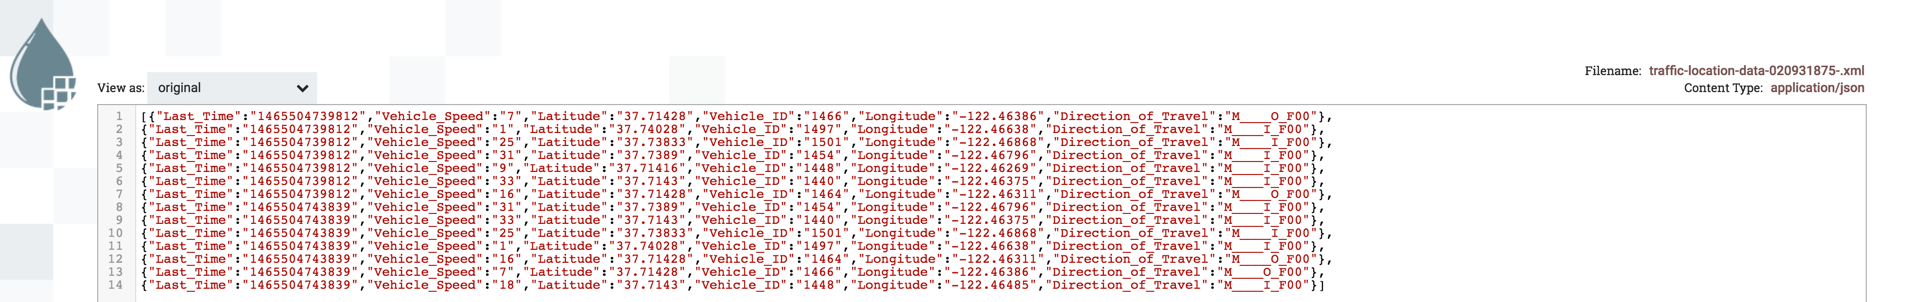 Filename: traffic-location-data-020931875-.xml
View as: original
Content Type: application/json
1 [{"Last_Time":"1465504739812","Vehicle_Speed":"7","Latitude":"37.71428","Vehicle_ID":"1466","Longitude":"-122.46386","Direction_of_Travel":"M____O_F00"},
2 {"Last_Time":"1465504739812","Vehicle_Speed":"1","Latitude":"37.74028","Vehicle_ID":"1497","Longitude":"-122.46638","Direction_of_Travel":"M____I_F00"},
3 {"Last_Time":"1465504739812","Vehicle_Speed":"25","Latitude":"37.73833","Vehicle_ID":"1501","Longitude":"-122.46868","Direction_of_Travel":"M____I_F00"},
4 {"Last_Time":"1465504739812","Vehicle_Speed":"31","Latitude":"37.7389","Vehicle_ID":"1454","Longitude":"-122.46796","Direction_of_Travel":"M____I_F00"},
5 {"Last_Time":"1465504739812","Vehicle_Speed":"9","Latitude":"37.71416","Vehicle_ID":"1448","Longitude":"-122.46269","Direction_of_Travel":"M____I_F00"},
6 {"Last_Time":"1465504739812","Vehicle_Speed":"33","Latitude":"37.7143","Vehicle_ID":"1440","Longitude":"-122.46375","Direction_of_Travel":"M____I_F00"},
7 {"Last_Time":"1465504739812","Vehicle_Speed":"16","Latitude":"37.71428","Vehicle_ID":"1464","Longitude":"-122.46311","Direction_of_Travel":"M____O_F00"},
8 {"Last_Time":"1465504743839","Vehicle_Speed":"31","Latitude":"37.7389","Vehicle_ID":"1454","Longitude":"-122.46796","Direction_of_Travel":"M____I_F00"},
9 {"Last_Time":"1465504743839","Vehicle_Speed":"33","Latitude":"37.7143","Vehicle_ID":"1440","Longitude":"-122.46375","Direction_of_Travel":"M____I_F00"},
10 {"Last_Time":"1465504743839","Vehicle_Speed":"25","Latitude":"37.73833","Vehicle_ID":"1501","Longitude":"-122.46868","Direction_of_Travel":"M____I_F00"},
11 {"Last_Time":"1465504743839","Vehicle_Speed":"1","Latitude":"37.74028","Vehicle_ID":"1497","Longitude":"-122.46638","Direction_of_Travel":"M____I_F00"},
12 {"Last_Time":"1465504743839","Vehicle_Speed":"16","Latitude":"37.71428","Vehicle_ID":"1464","Longitude":"-122.46311","Direction_of_Travel":"M____O_F00"},
13 {"Last_Time":"1465504743839","Vehicle_Speed":"7","Latitude":"37.71428","Vehicle_ID":"1466","Longitude":"-122.46386","Direction_of_Travel":"M____O_F00"},
14 {"Last_Time":"1465504743839","Vehicle_Speed":"18","Latitude":"37.7143","Vehicle_ID":"1448","Longitude":"-122.46485","Direction_of_Travel":"M____I_F00"}]